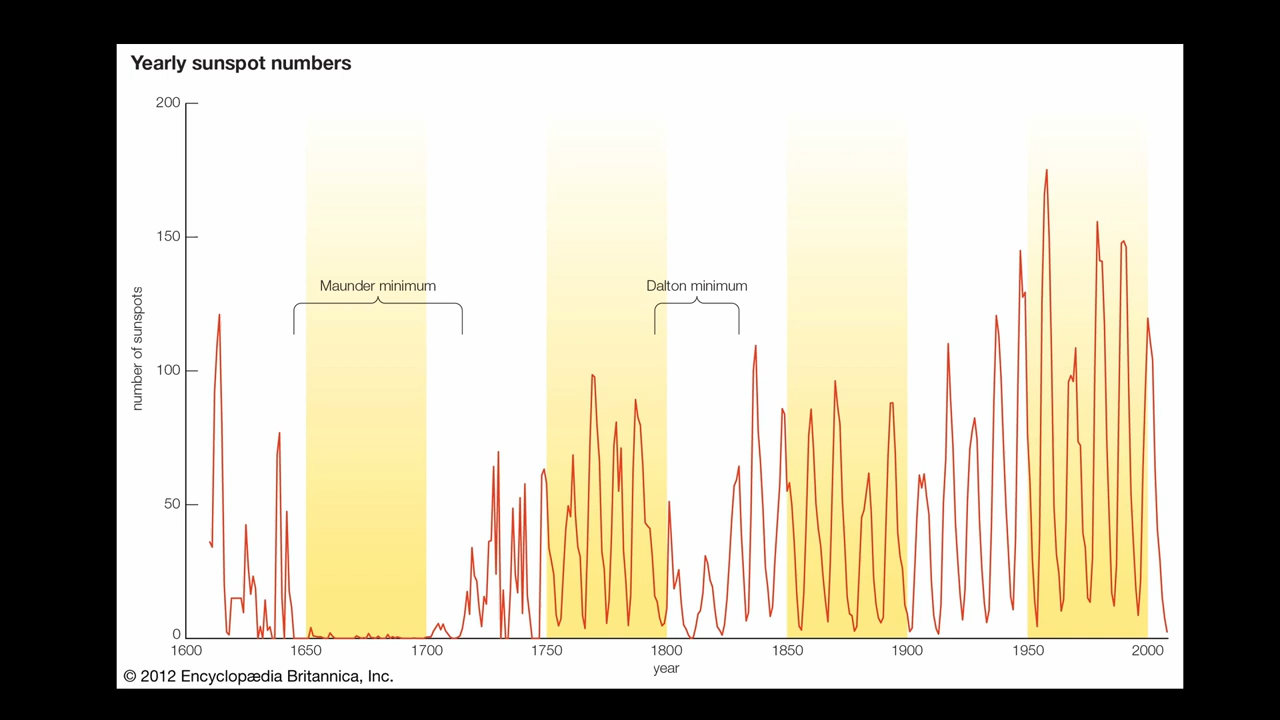 Yearly sunspot numbers
200
150
100
50
0
number of sunspots
Maunder minimum
Dalton minimum
1600 1650 1700 1750 1800 1850 1900 1950 2000
year
© 2012 Encyclopædia Britannica, Inc.